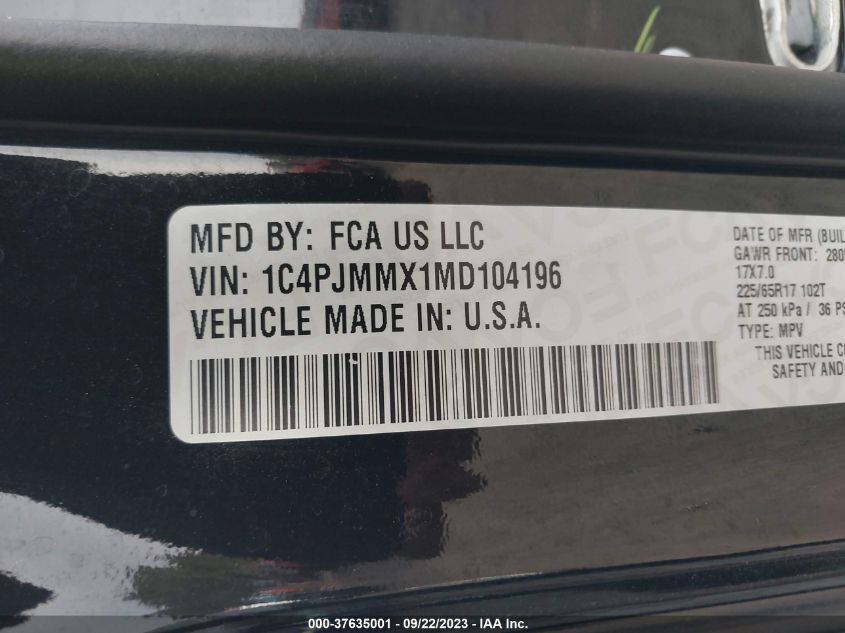 MFD BY: FCA US LLC
VIN: 1C4PJMMX1MD104196
VEHICLE MADE IN: U.S.A.
DATE OF MFR (BUIL
GAWR FRONT: 280
17X7.0
225/65R17 102T
AT 250 kPa / 36 PS
TYPE: MPV
THIS VEHICLE CO
SAFETY AND
000-37635001 - 09/22/2023 - IAA Inc.